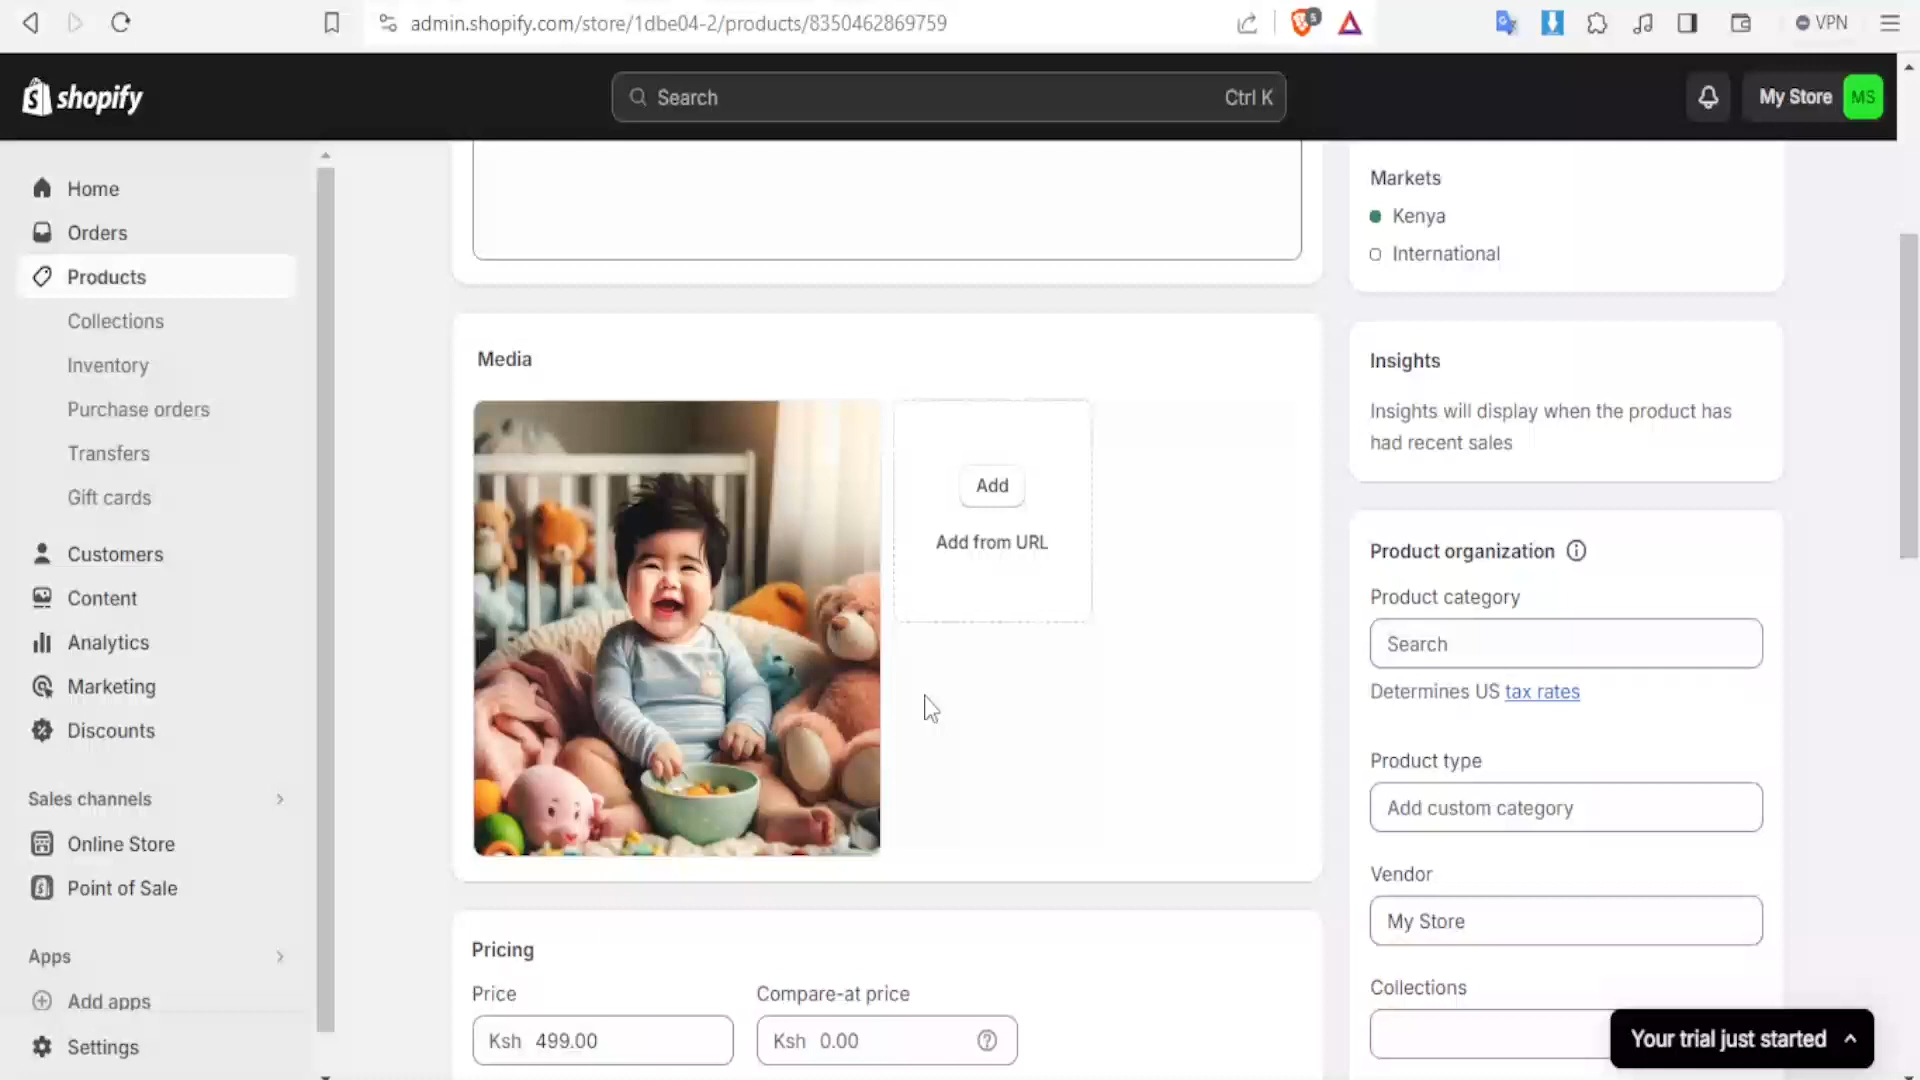 admin.shopify.com/store/1dbe04-2/products/8350462869759
5
VPN
shopify
Search
Ctrl K
My Store
MS
Home
Orders
Products
Collections
Inventory
Purchase orders
Transfers
Gift cards
Customers
Content
Analytics
Marketing
Discounts
Sales channels
Online Store
Point of Sale
Apps
Add apps
Settings
Media
Add
Add from URL
Pricing
Price
Compare-at price
Ksh 499.00
Ksh 0.00
Markets
Kenya
International
Insights
Insights will display when the product has
had recent sales
Product organization
Product category
Search
Determines US tax rates
Product type
Add custom category
Vendor
My Store
Collections
Your trial just started